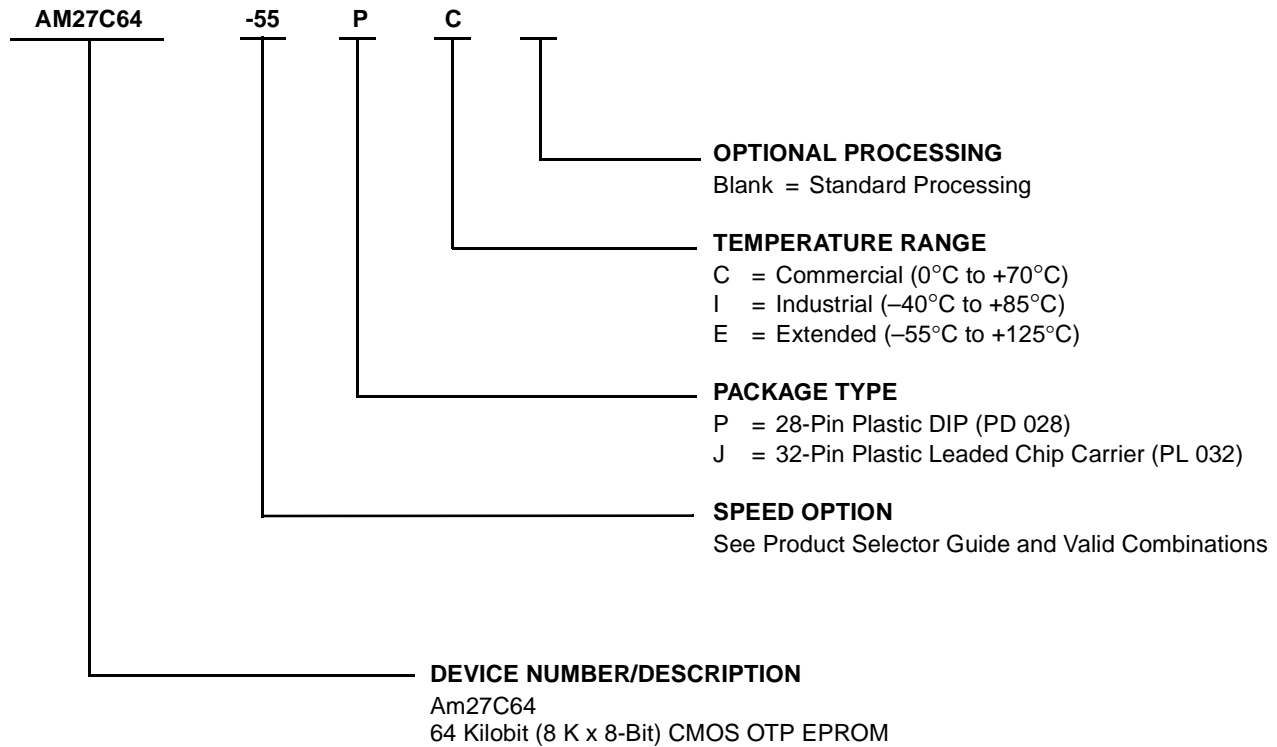 AM27C64 -55 P C
OPTIONAL PROCESSING
Blank = Standard Processing
TEMPERATURE RANGE
C = Commercial (0°C to +70°C)
I = Industrial (–40°C to +85°C)
E = Extended (–55°C to +125°C)
PACKAGE TYPE
P = 28-Pin Plastic DIP (PD 028)
J = 32-Pin Plastic Leaded Chip Carrier (PL 032)
SPEED OPTION
See Product Selector Guide and Valid Combinations
DEVICE NUMBER/DESCRIPTION
Am27C64
64 Kilobit (8 K x 8-Bit) CMOS OTP EPROM